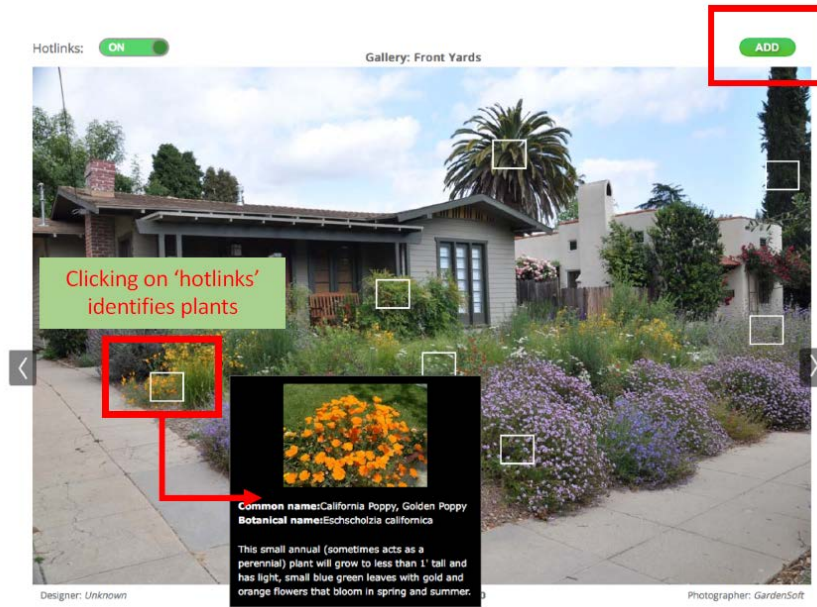 Hotlinks: ON
Gallery: Front Yards
ADD
Clicking on ‘hotlinks’
identifies plants
Common name:California Poppy, Golden Poppy
Botanical name:Eschscholzia californica
This small annual (sometimes acts as a
perennial) plant will grow to less than 1' tall and
has light, small blue green leaves with gold and
orange flowers that bloom in spring and summer.
Designer: Unknown
Photographer: GardenSoft